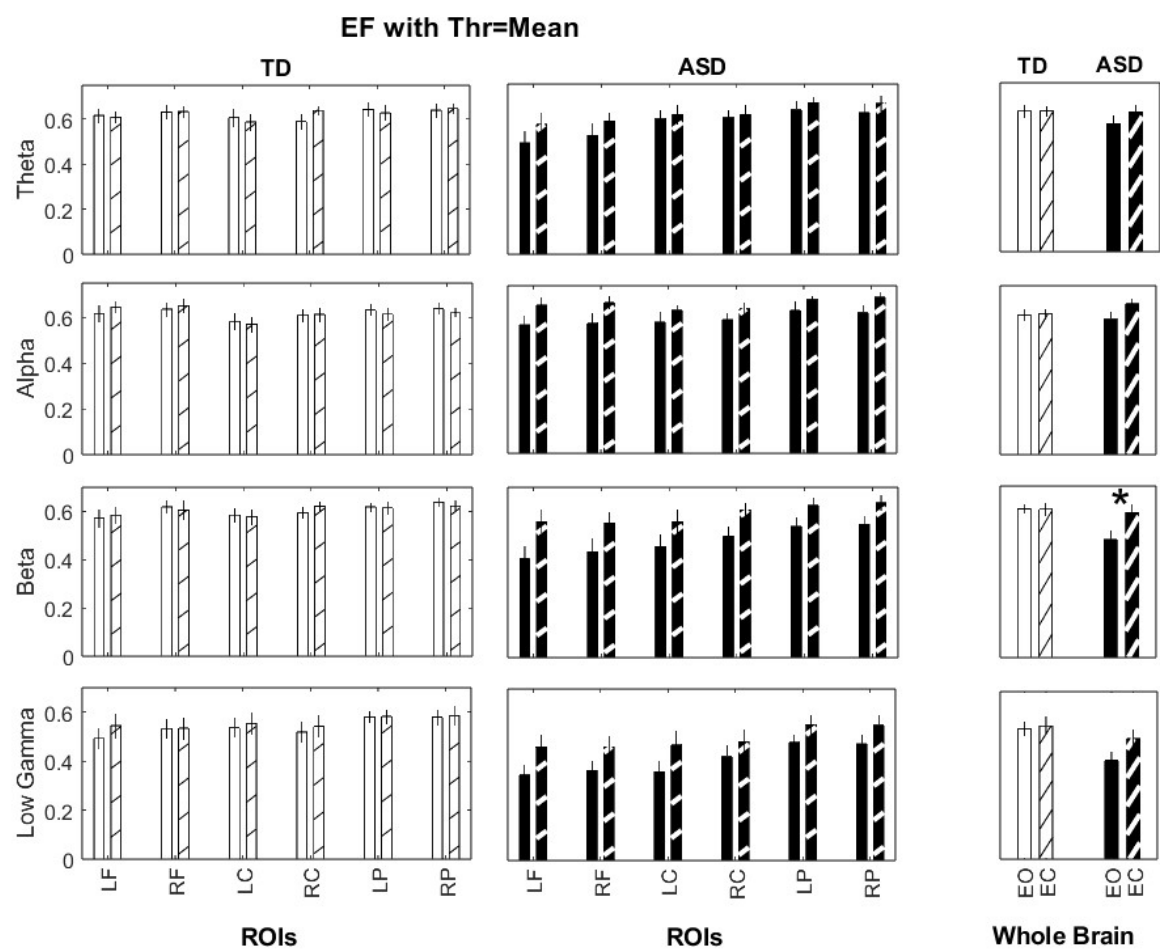 EF with Thr=Mean
TD
ASD
TD ASD
Theta
0.6
0.4
0.2
0
Alpha
0.6
0.4
0.2
0
Beta
0.6
0.4
0.2
0
*
Low Gamma
0.6
0.4
0.2
0
LF RF LC RC LP RP
LF RF LC RC LP RP
EO EC EO EC
ROIs
ROIs
Whole Brain